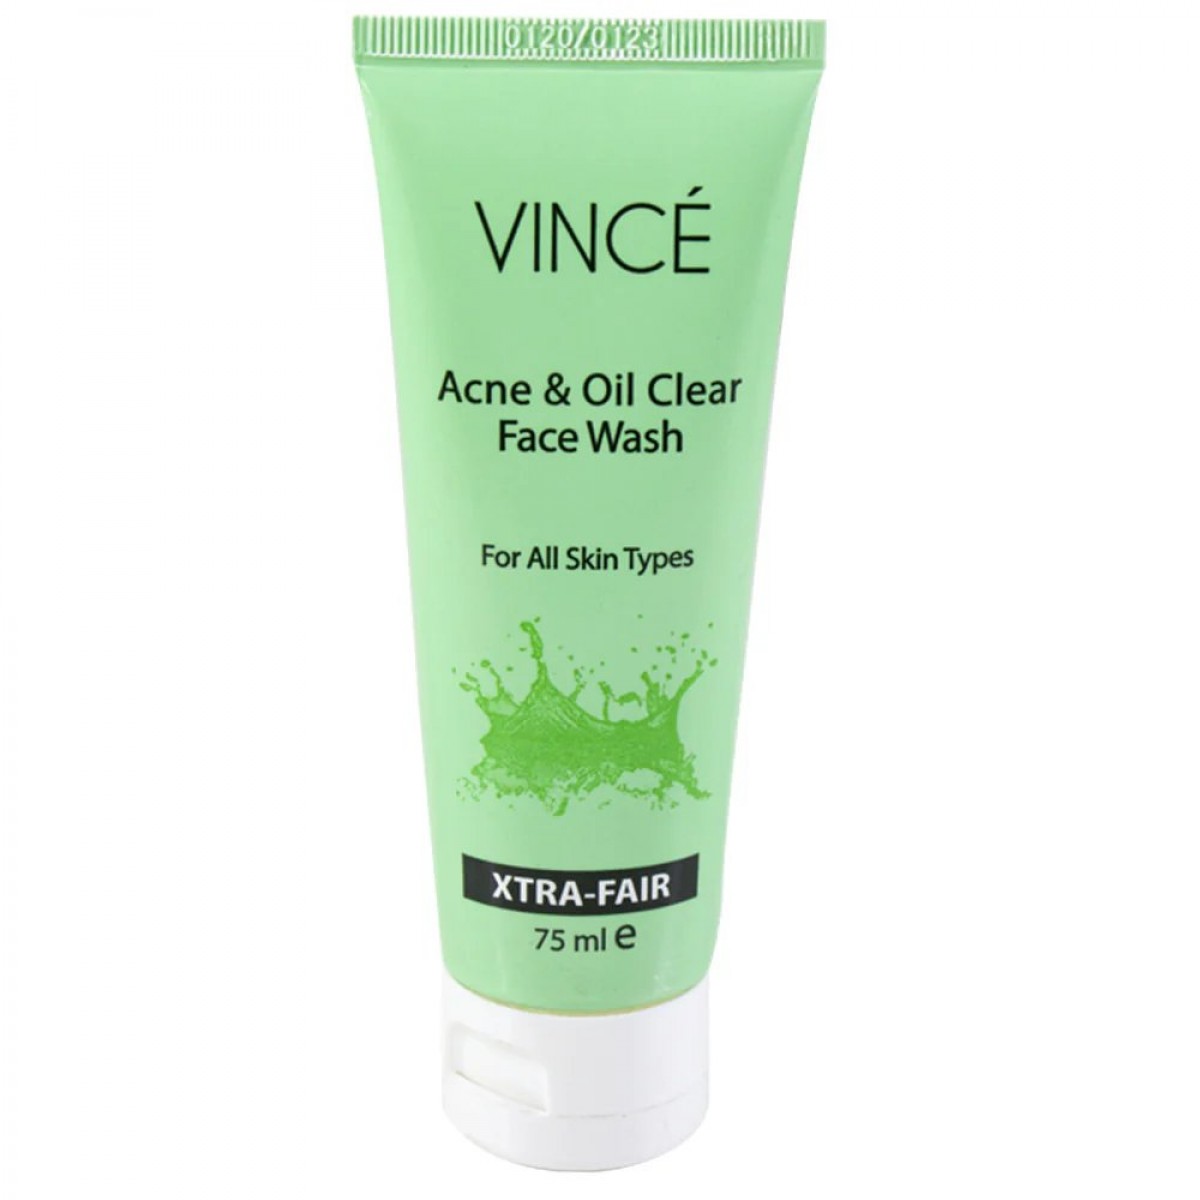 0120/0123
VINCÉ
Acne & Oil Clear
Face Wash
For All Skin Types
XTRA-FAIR
75 ml e